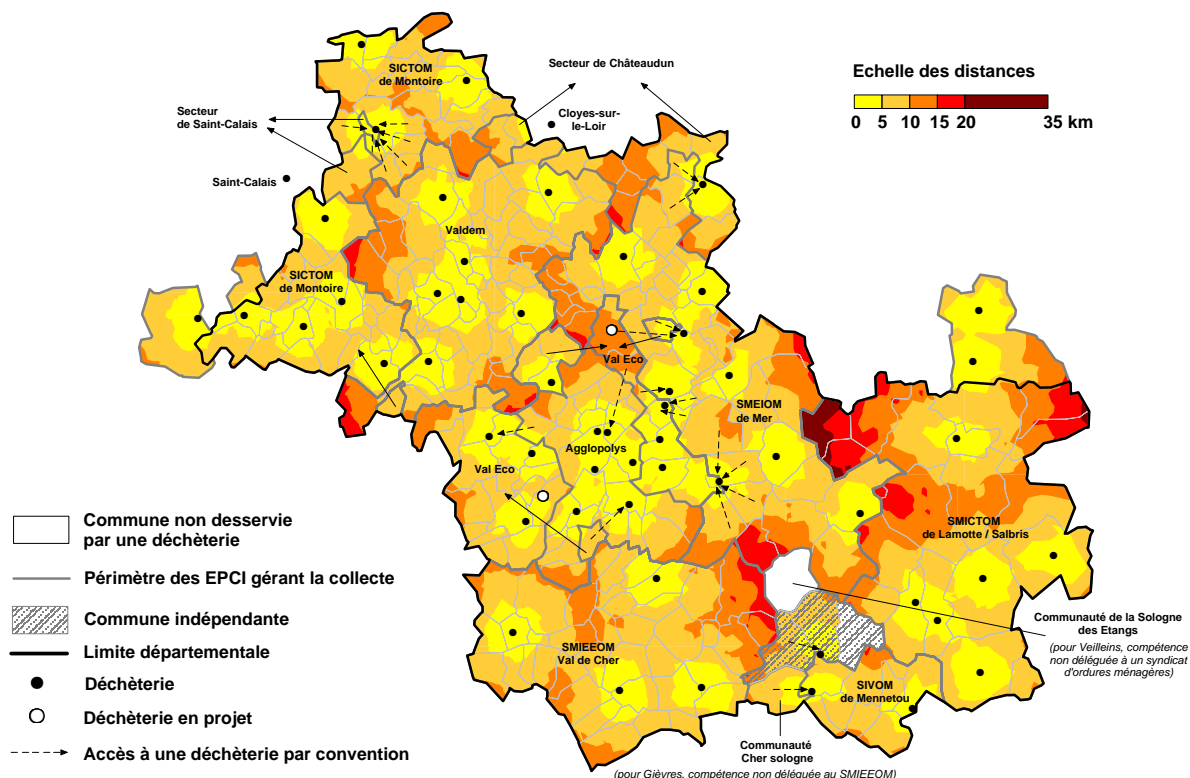 SICTOM
de Montoire
Secteur de Châteaudun
Cloyes-sur-
le-Loir
Secteur
de Saint-Calais
Saint-Calais
Echelle des distances
0 5 10 15 20 35 km
Valdem
SICTOM
de Montoire
Val Eco
SMEIOM
de Mer
Agglopolys
Val Eco
SMICTOM
de Lamotte / Salbris
SMIEEOM
Val de Cher
SIVOM
de Mennetou
Communauté de la Sologne
des Etangs
(pour Veilleins, compétence
non déléguée à un syndicat
d'ordures ménagères)
Communauté
Cher sologne
(pour Gièvres, compétence non déléguée au SMIEEOM)
Commune non desservie
par une déchèterie
Périmètre des EPCI gérant la collecte
Commune indépendante
Limite départementale
Déchèterie
Déchèterie en projet
Accès à une déchèterie par convention